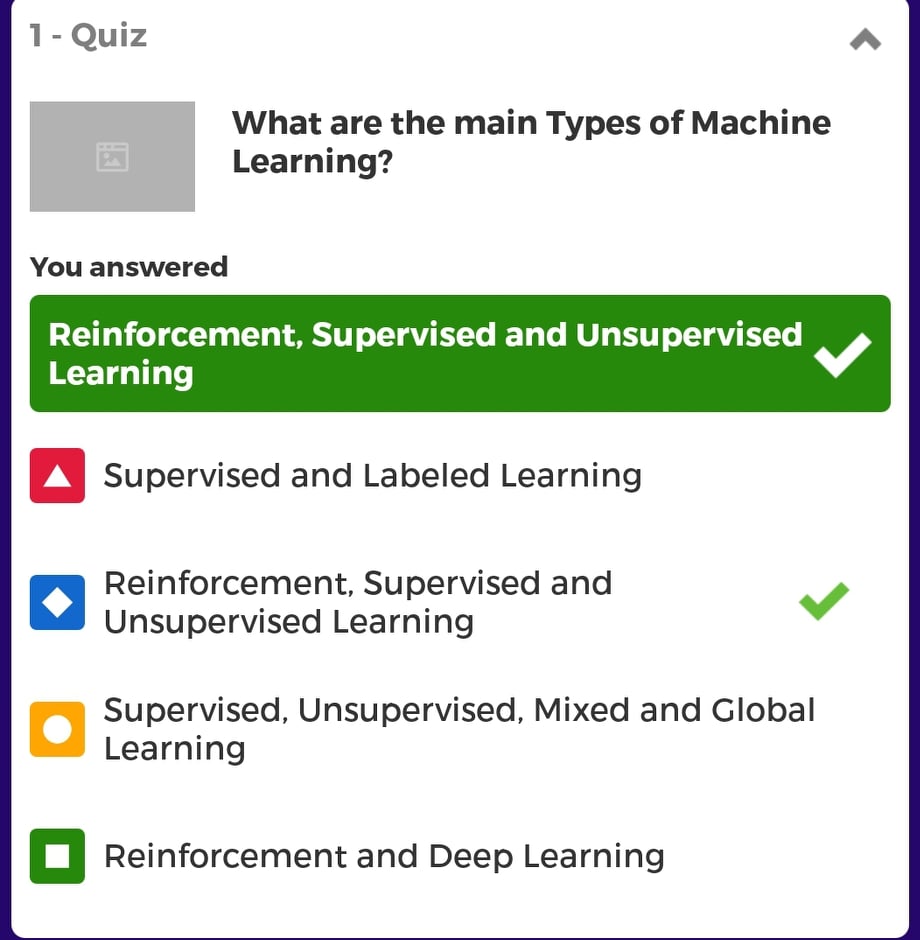 1 - Quiz
What are the main Types of Machine
Learning?
You answered
Reinforcement, Supervised and Unsupervised
Learning
Supervised and Labeled Learning
Reinforcement, Supervised and
Unsupervised Learning
Supervised, Unsupervised, Mixed and Global
Learning
Reinforcement and Deep Learning